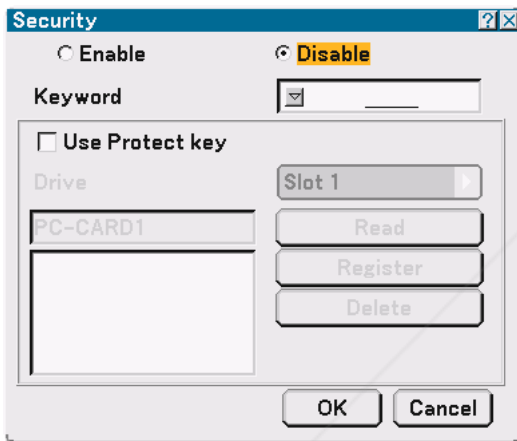 Security
Enable Disable
Keyword
Use Protect key
Drive Slot 1
PC-CARD1 Read
Register
Delete
OK Cancel